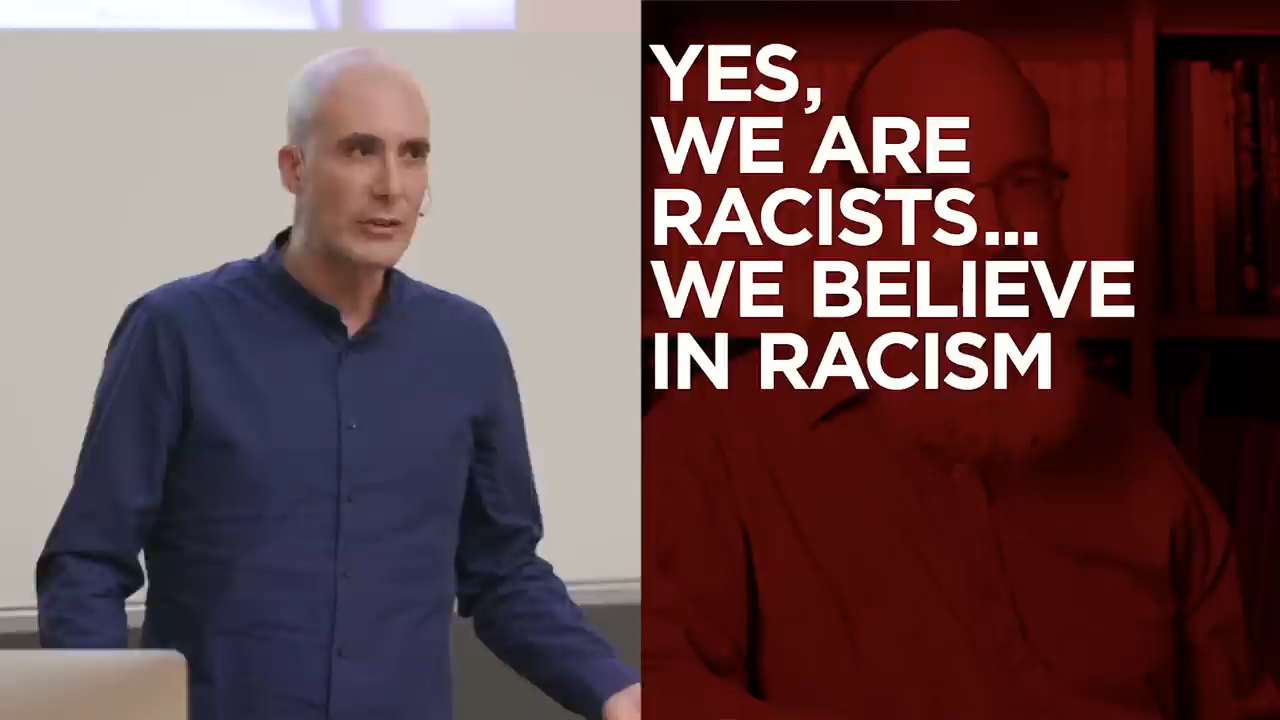 YES,
WE ARE
RACISTS...
WE BELIEVE
IN RACISM